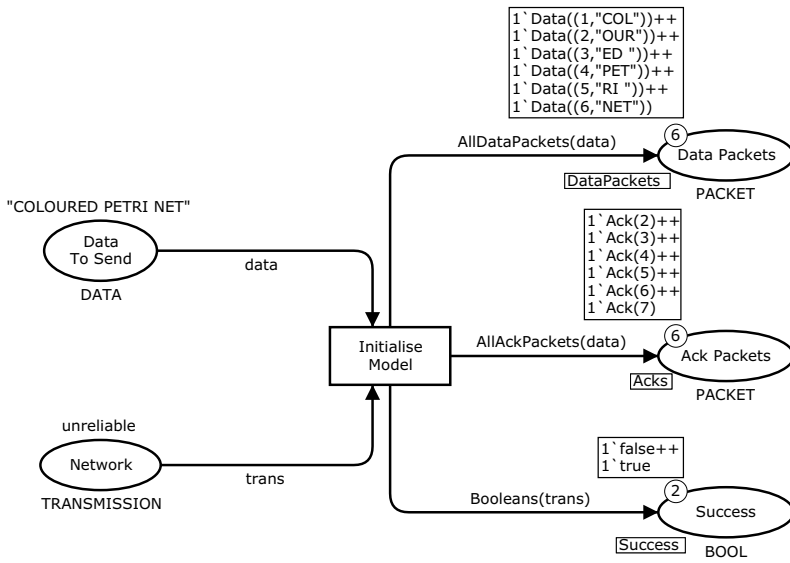 1`Data((1,"COL"))++
1`Data((2,"OUR"))++
1`Data((3,"ED "))++
1`Data((4,"PET"))++
1`Data((5,"RI "))++
1`Data((6,"NET"))
AllDataPackets(data)
6
Data Packets
DataPackets
PACKET
"COLOURED PETRI NET"
Data
To Send
data
DATA
1`Ack(2)++
1`Ack(3)++
1`Ack(4)++
1`Ack(5)++
1`Ack(6)++
1`Ack(7)
Initialise
Model
AllAckPackets(data)
6
Ack Packets
Acks
PACKET
unreliable
Network
trans
TRANSMISSION
1`false++
1`true
Booleans(trans)
2
Success
Success
BOOL